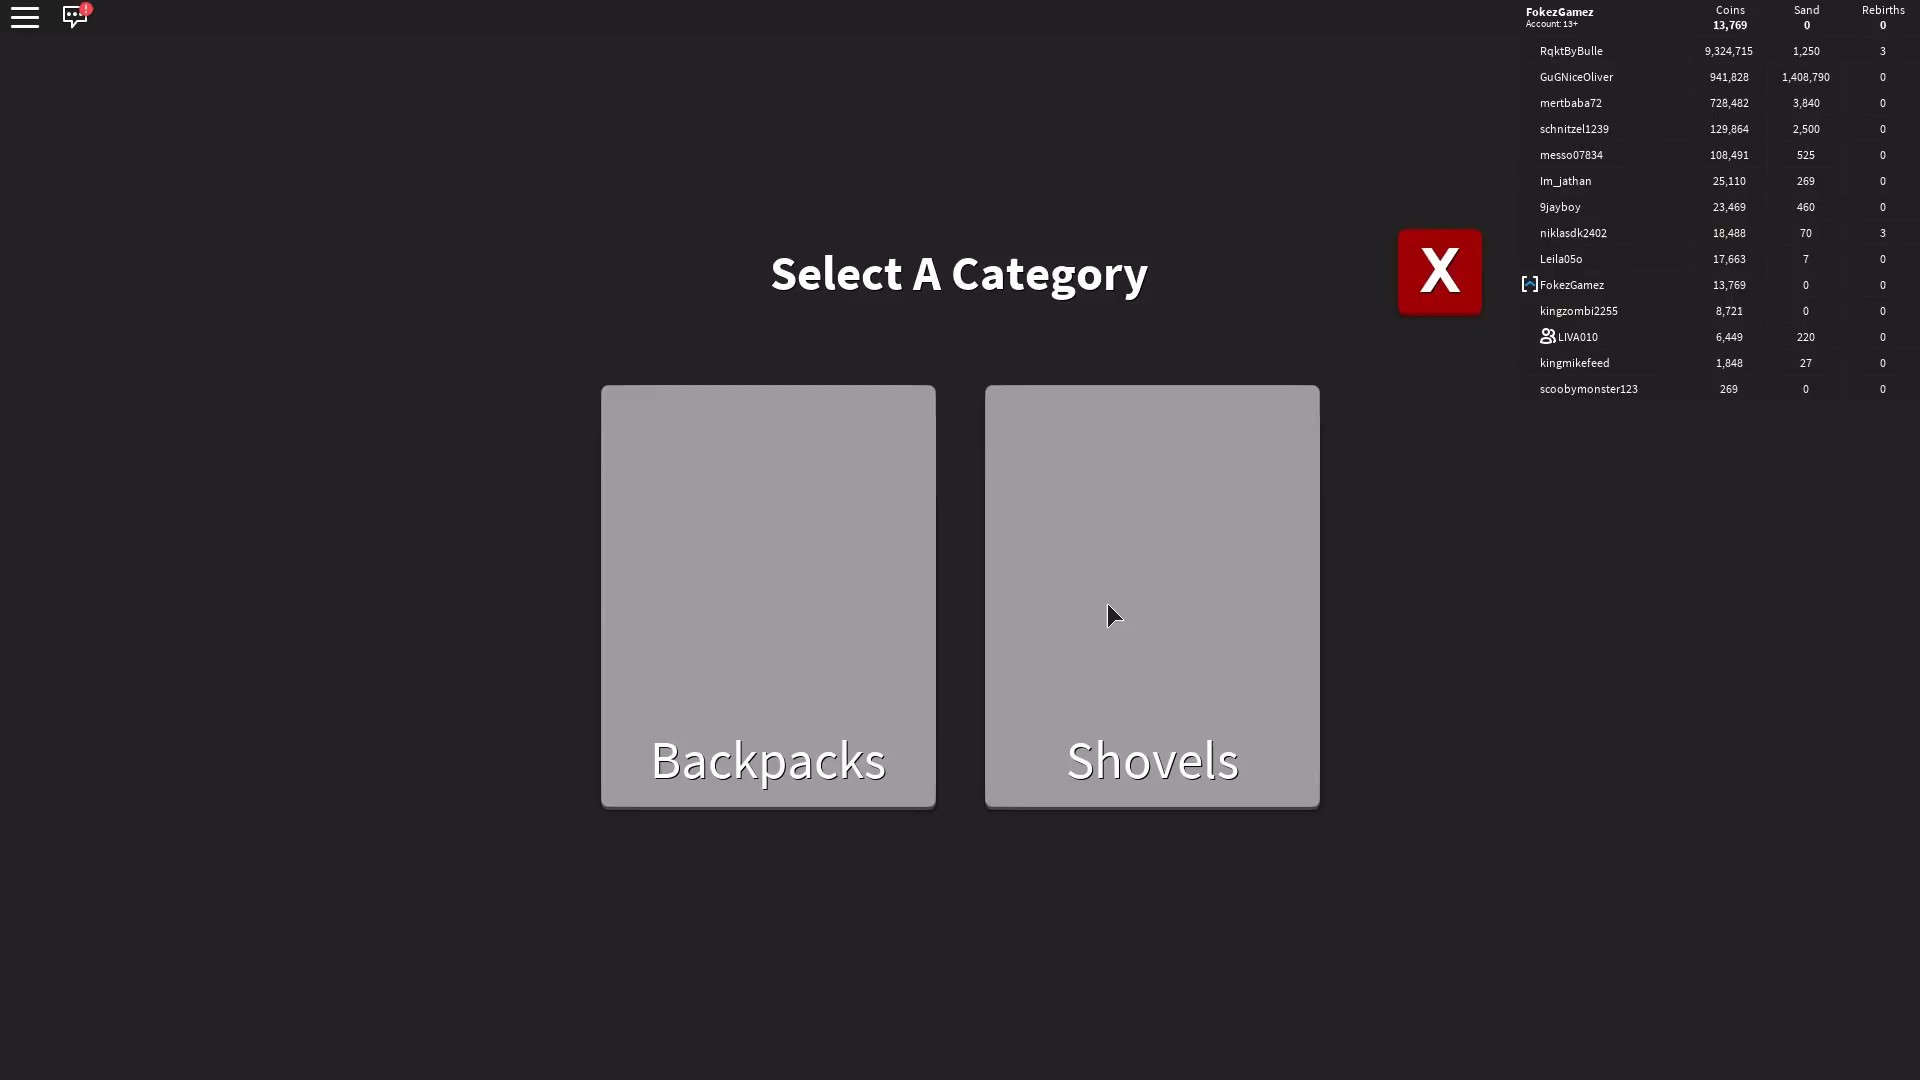 FokezGamez Coins Sand Rebirths
Account: 13+ 13,769 0 0
RqktByBulle 9,324,715 1,250 3
GuGNiceOliver 941,828 1,408,790 0
mertbaba72 728,482 3,840 0
schnitzel1239 129,864 2,500 0
messo07834 108,491 525 0
Im_jathan 25,110 269 0
9jayboy 23,469 460 0
niklasdk2402 18,488 70 3
Leila05o 17,663 7 0
FokezGamez 13,769 0 0
kingzombi2255 8,721 0 0
LIVA010 6,449 220 0
kingmikefeed 1,848 27 0
scoobymonster123 269 0 0
Select A Category
X
Backpacks
Shovels